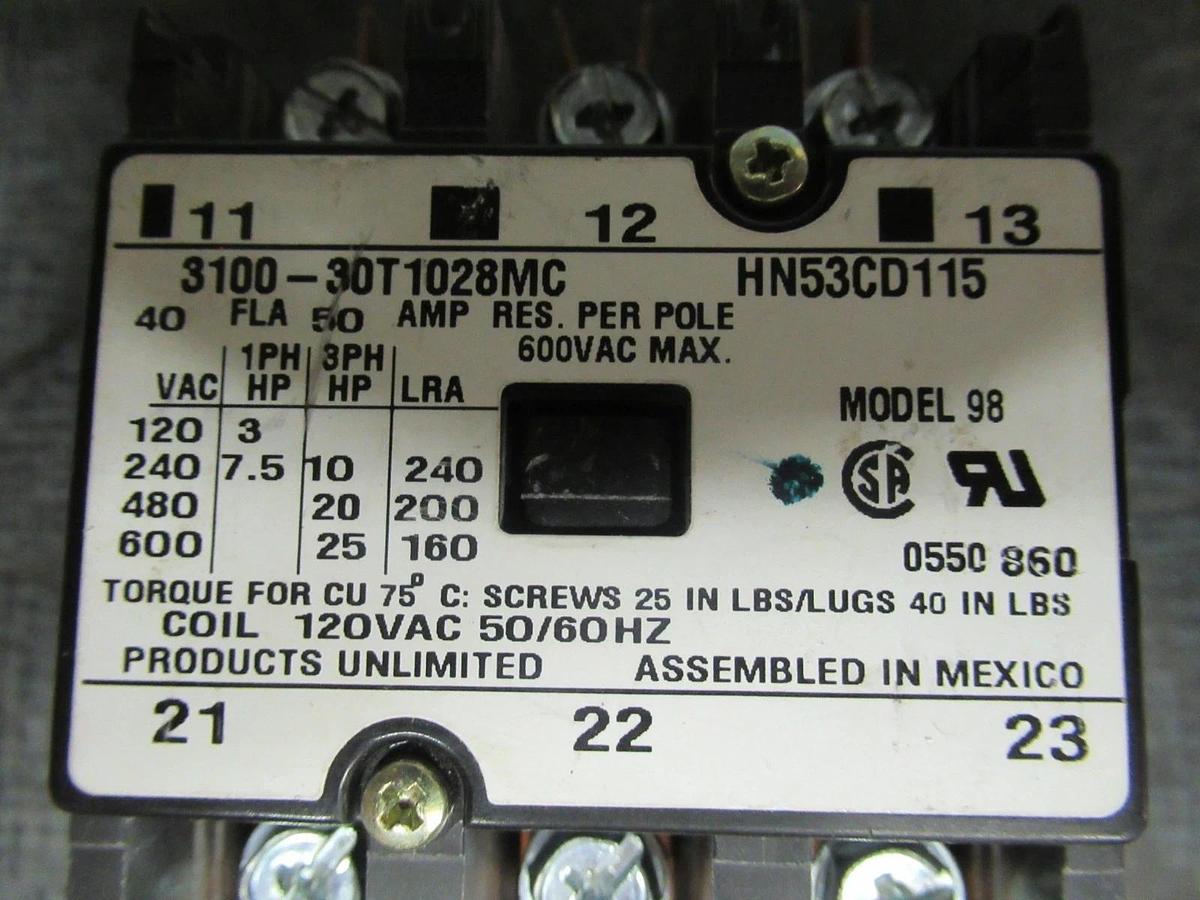 11 12 13
3100-30T1028MC HN53CD115
40 FLA 50 AMP RES. PER POLE
600VAC MAX.
1PH 3PH
VAC HP HP LRA
120 3
240 7.5 10 240
480 20 200
600 25 160
MODEL 98
SA UR
0550 860
TORQUE FOR CU 75° C: SCREWS 25 IN LBS/LUGS 40 IN LBS
COIL 120VAC 50/60HZ
PRODUCTS UNLIMITED ASSEMBLED IN MEXICO
21 22 23